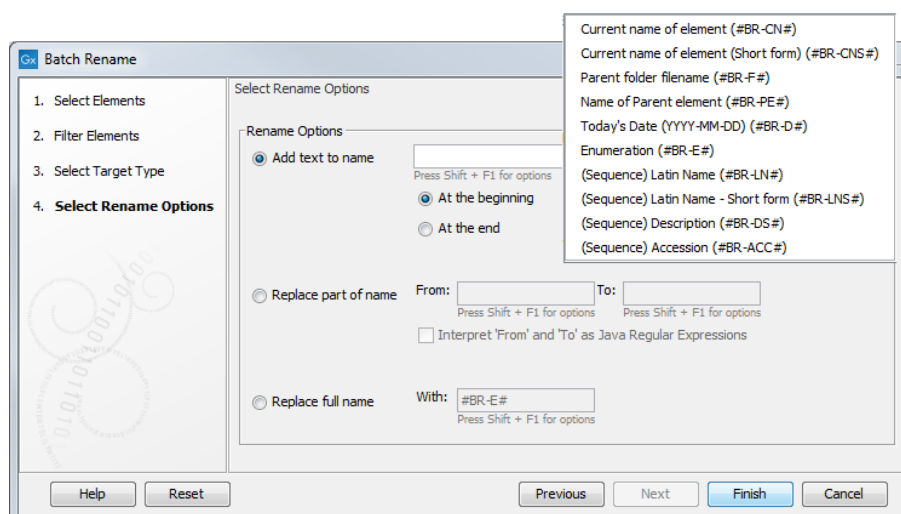 Gx Batch Rename
1. Select Elements
2. Filter Elements
3. Select Target Type
4. Select Rename Options
Select Rename Options
Rename Options
Add text to name
Press Shift + F1 for options
At the beginning
At the end
Current name of element (#BR-CN#)
Current name of element (Short form) (#BR-CNS#)
Parent folder filename (#BR-F#)
Name of Parent element (#BR-PE#)
Today's Date (YYYY-MM-DD) (#BR-D#)
Enumeration (#BR-E#)
(Sequence) Latin Name (#BR-LN#)
(Sequence) Latin Name - Short form (#BR-LNS#)
(Sequence) Description (#BR-DS#)
(Sequence) Accession (#BR-ACC#)
Replace part of name From: To:
Press Shift + F1 for options Press Shift + F1 for options
Interpret 'From' and 'To' as Java Regular Expressions
Replace full name With: #BR-E#
Press Shift + F1 for options
Help Reset Previous Next Finish Cancel